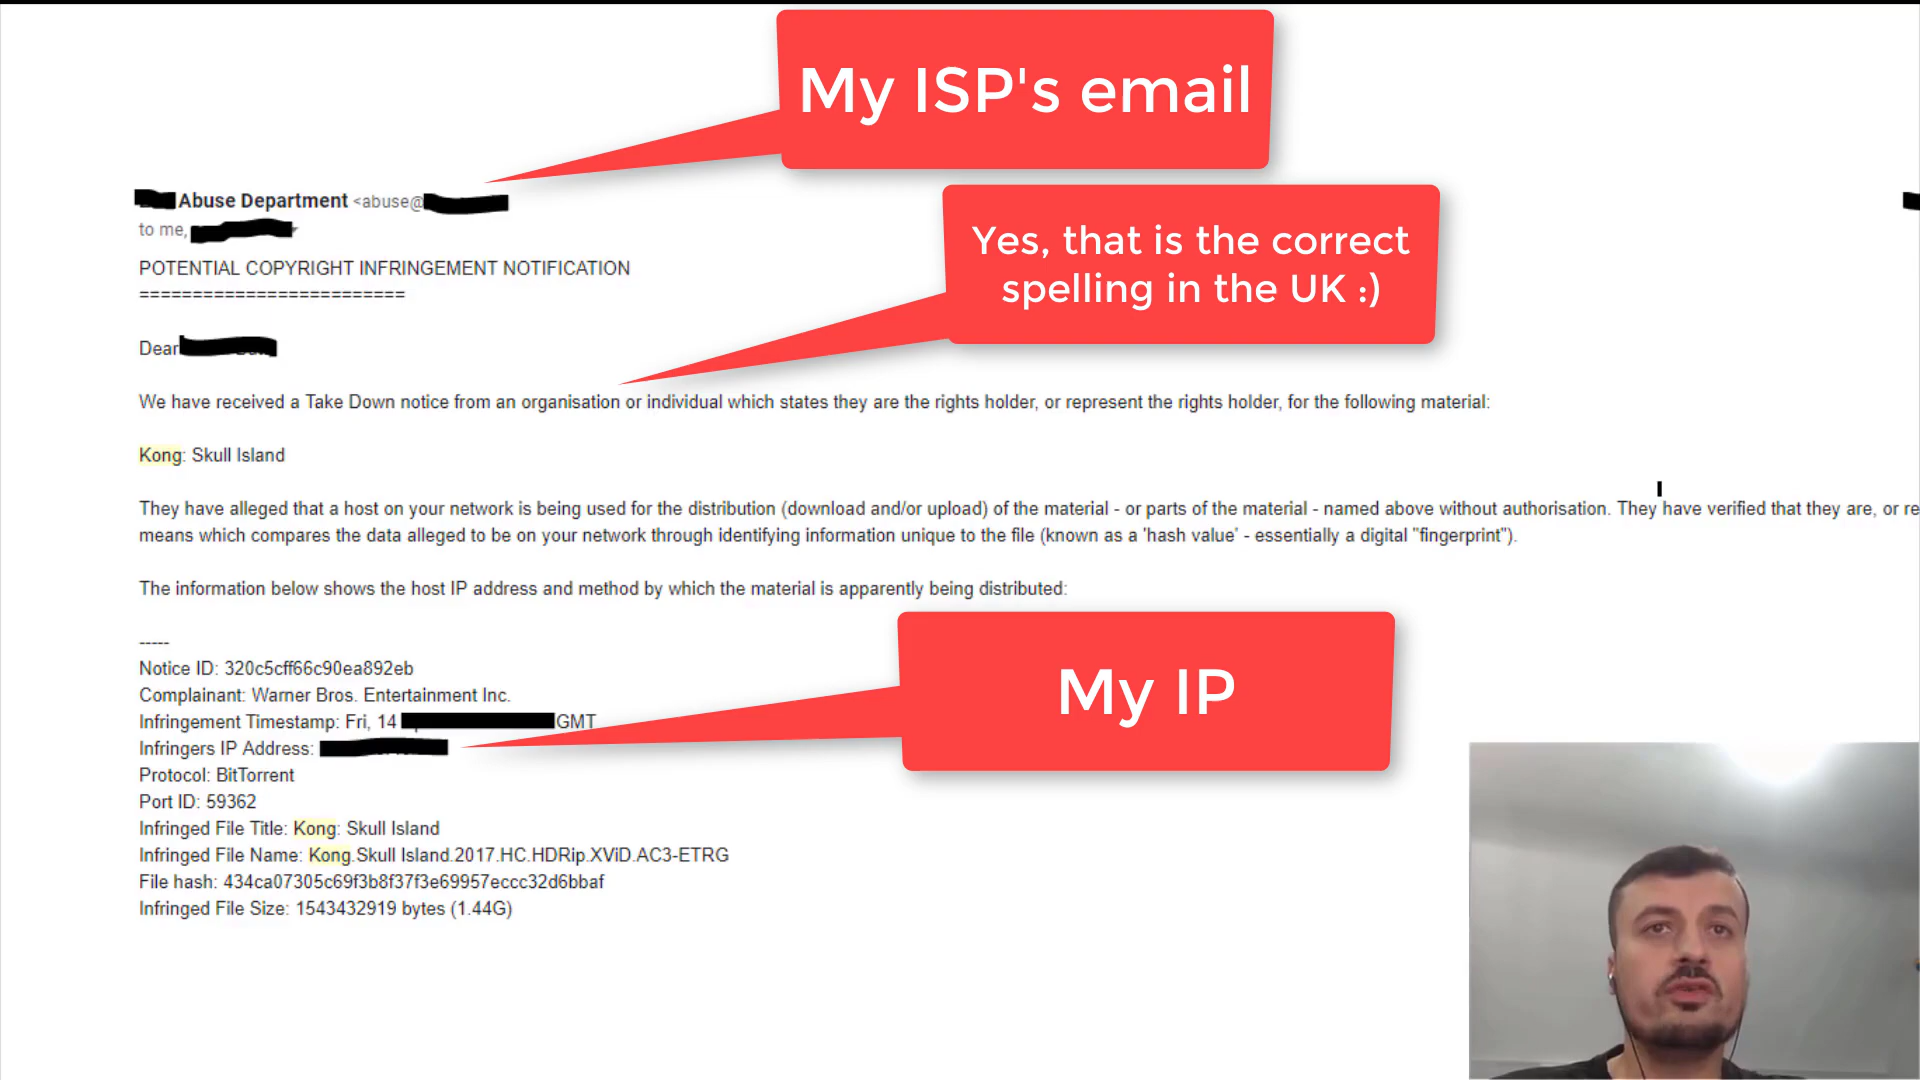 My ISP's email
Abuse Department <abuse@
to me,
Yes, that is the correct
spelling in the UK :)
POTENTIAL COPYRIGHT INFRINGEMENT NOTIFICATION
=========================
Dear
We have received a Take Down notice from an organisation or individual which states they are the rights holder, or represent the rights holder, for the following material:
Kong: Skull Island
They have alleged that a host on your network is being used for the distribution (download and/or upload) of the material - or parts of the material - named above without authorisation. They have verified that they are, or re
means which compares the data alleged to be on your network through identifying information unique to the file (known as a 'hash value' - essentially a digital "fingerprint").
The information below shows the host IP address and method by which the material is apparently being distributed:
-----
My IP
Notice ID: 320c5cff66c90ea892eb
Complainant: Warner Bros. Entertainment Inc.
Infringement Timestamp: Fri, 14 GMT
Infringers IP Address:
Protocol: BitTorrent
Port ID: 59362
Infringed File Title: Kong: Skull Island
Infringed File Name: Kong.Skull Island.2017.HC.HDRip.XViD.AC3-ETRG
File hash: 434ca07305c69f3b8f37f3e69957eccc32d6bbaf
Infringed File Size: 1543432919 bytes (1.44G)